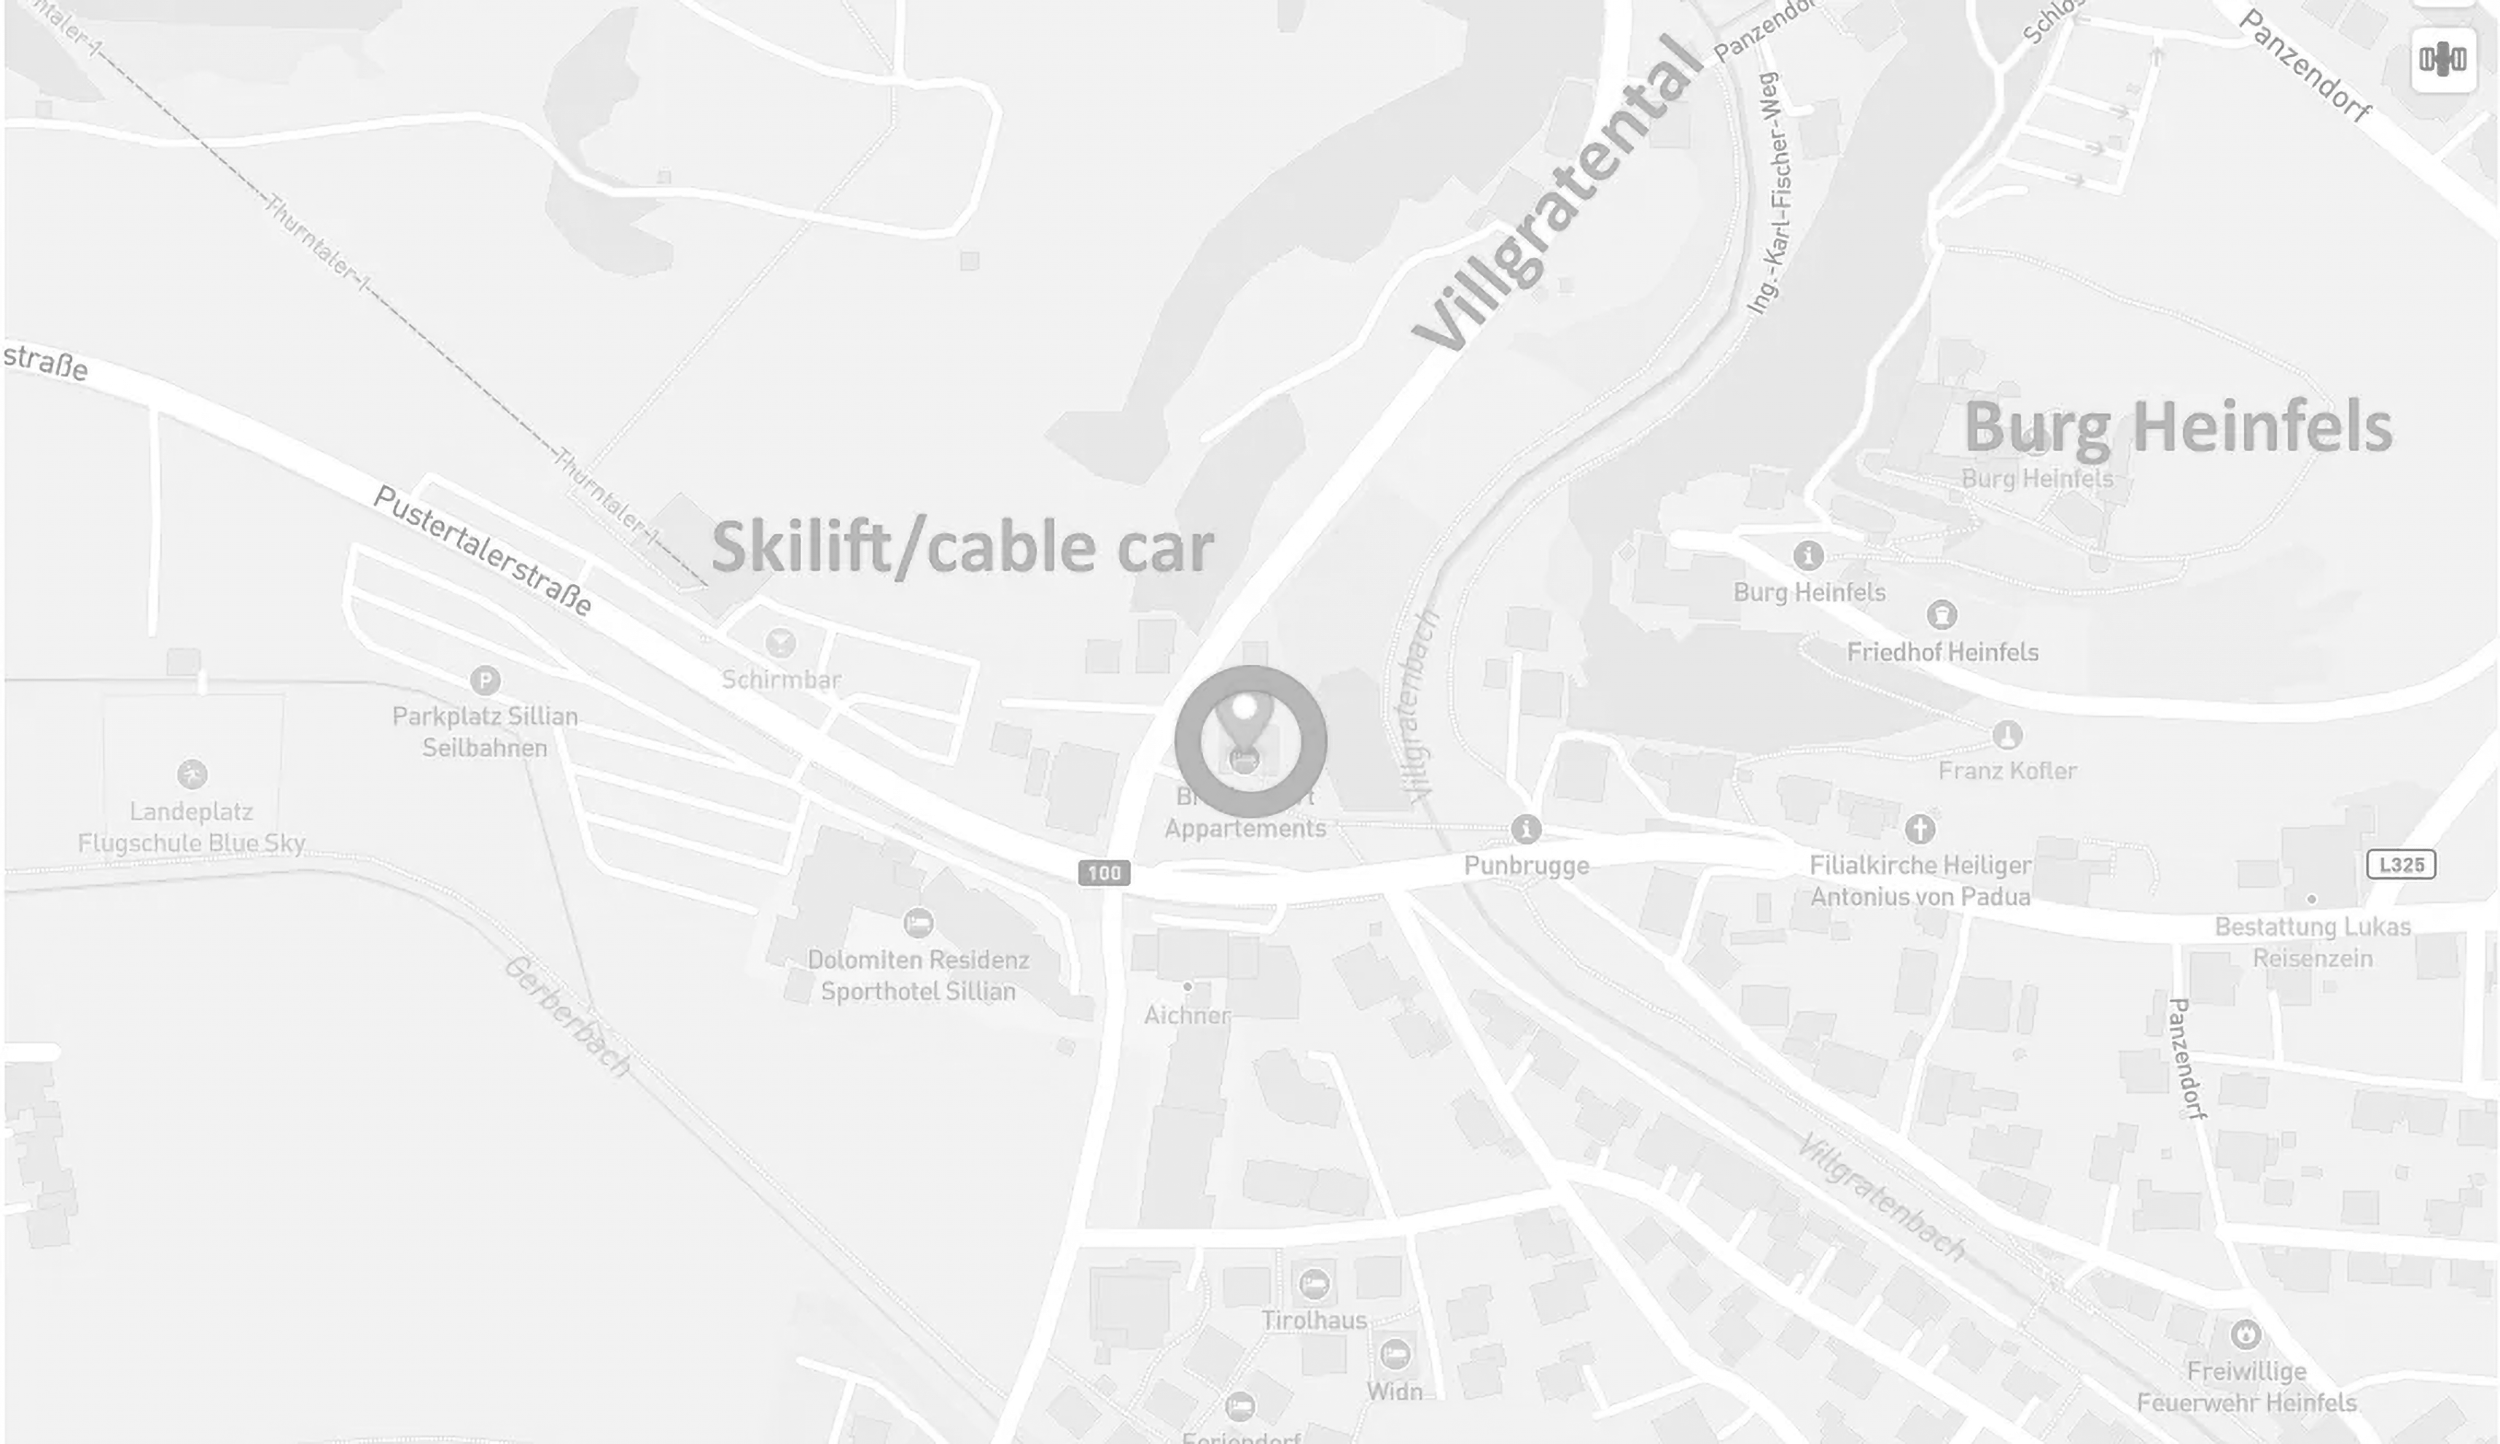 Panzendorf
Thurntaler 1
Ing.-Karl-Fischer-Weg
Villgratental
Panzendorf
Thurntaler 1
straße
Burg Heinfels
Burg Heinfels
Pustertalerstraße
Thurntaler 1
Skilift/cable car
Burg Heinfels
Friedhof Heinfels
Schirmbar
Villgratenbach
Parkplatz Sillian
Seilbahnen
Franz Kofler
Landeplatz
Flugschule Blue Sky
Appartements
100
Punbrugge
Filialkirche Heiliger
Antonius von Padua
L325
Bestattung Lukas
Reisenzein
Dolomiten Residenz
Sporthotel Sillian
Aichner
Gerberbach
Panzendorf
Villgratenbach
Tirolhaus
Widn
Freiwillige
Feuerwehr Heinfels
P